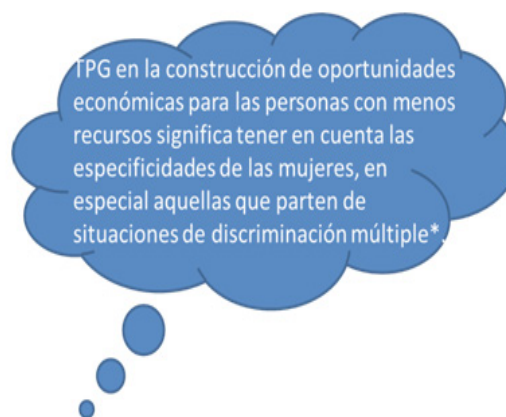 TPG en la construcción de oportunidades
económicas para las personas con menos
recursos significa tener en cuenta las
especificidades de las mujeres, en
especial aquellas que parten de
situaciones de discriminación múltiple*.